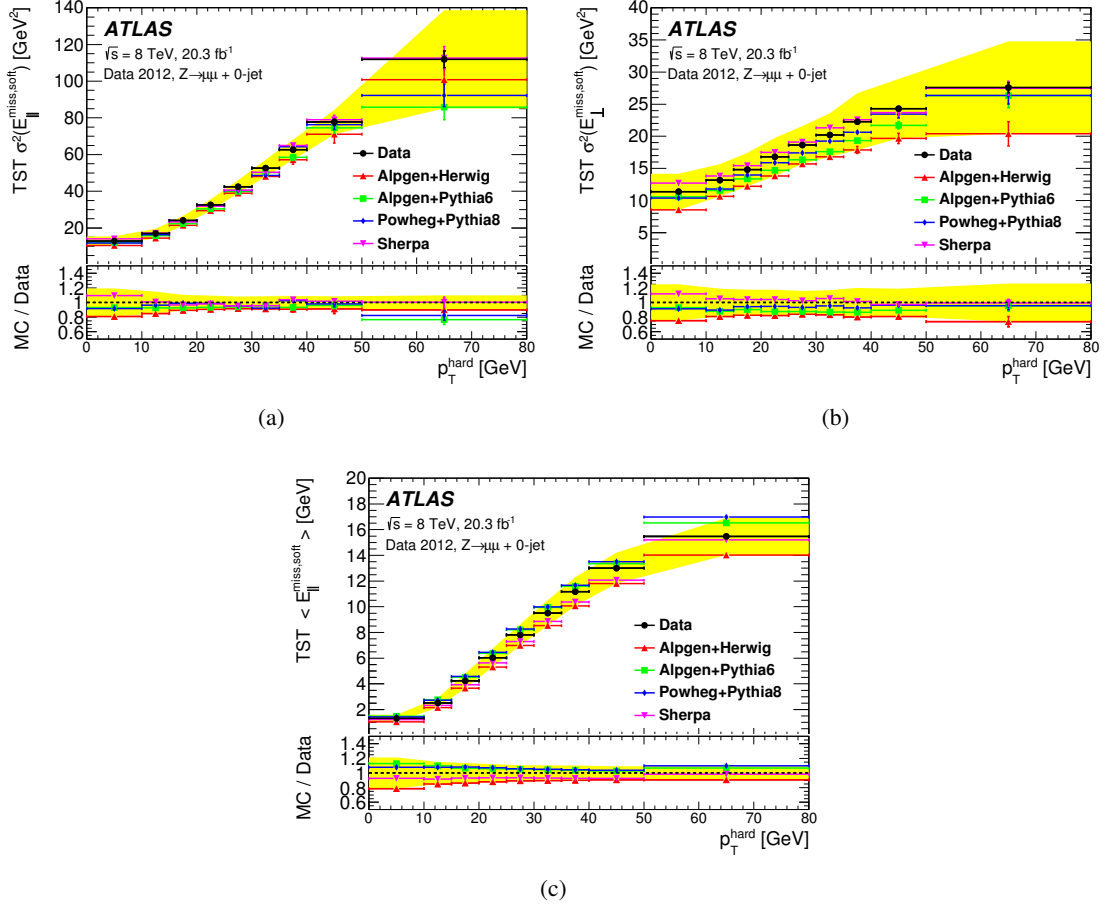 TST σ²(E∥^miss,soft) [GeV²]
140
120
100
80
60
40
20
ATLAS
√s = 8 TeV, 20.3 fb⁻¹
Data 2012, Z→μμ + 0-jet
Data
Alpgen+Herwig
Alpgen+Pythia6
Powheg+Pythia8
Sherpa
MC / Data
1.4
1.2
1
0.8
0.6
0 10 20 30 40 50 60 70 80
p_T^hard [GeV]
(a)
TST σ²(E⊥^miss,soft) [GeV²]
40
35
30
25
20
15
10
5
ATLAS
√s = 8 TeV, 20.3 fb⁻¹
Data 2012, Z→μμ + 0-jet
Data
Alpgen+Herwig
Alpgen+Pythia6
Powheg+Pythia8
Sherpa
MC / Data
1.4
1.2
1
0.8
0.6
0 10 20 30 40 50 60 70 80
p_T^hard [GeV]
(b)
TST < E∥^miss,soft > [GeV]
20
18
16
14
12
10
8
6
4
2
ATLAS
√s = 8 TeV, 20.3 fb⁻¹
Data 2012, Z→μμ + 0-jet
Data
Alpgen+Herwig
Alpgen+Pythia6
Powheg+Pythia8
Sherpa
MC / Data
1.4
1.2
1
0.8
0.6
0 10 20 30 40 50 60 70 80
p_T^hard [GeV]
(c)